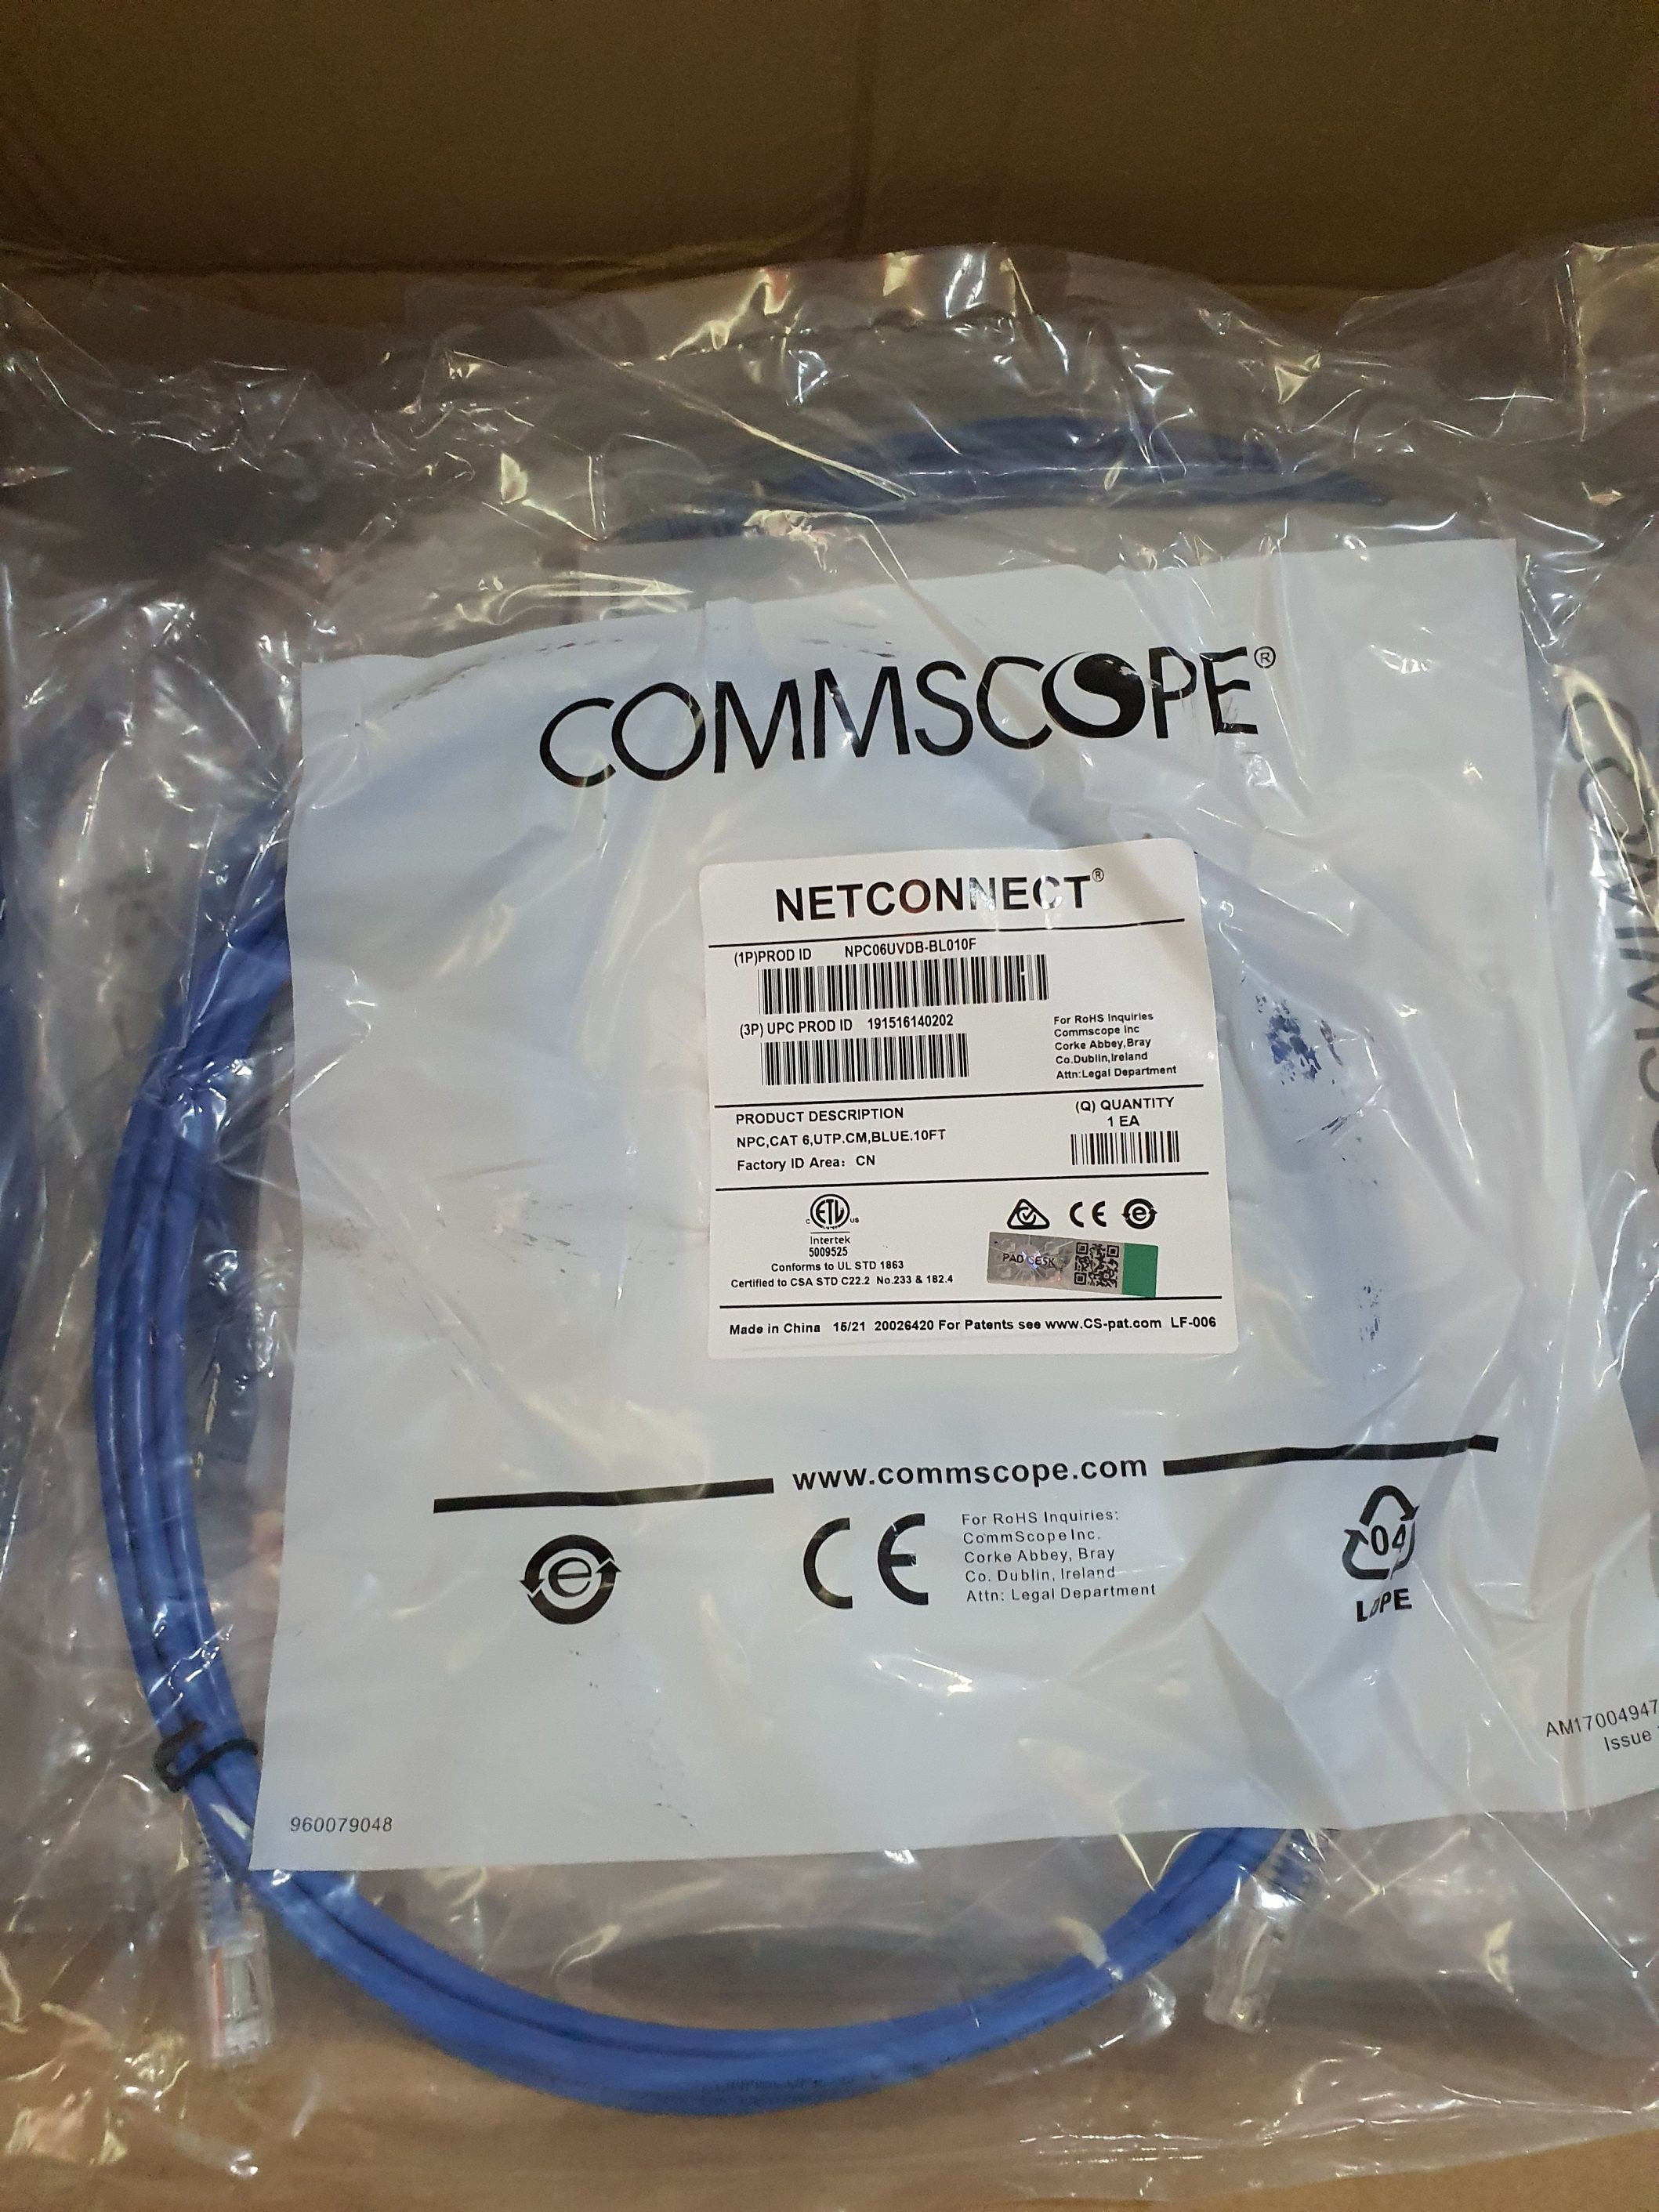 COMMSCOPE®
NETCONNECT®
(1P)PROD ID NPC06UVDB-BL010F
(3P) UPC PROD ID 191516140202
For RoHS Inquiries
Commscope Inc
Corke Abbey,Bray
Co.Dublin,Ireland
Attn:Legal Department
PRODUCT DESCRIPTION
NPC,CAT 6,UTP.CM,BLUE.10FT
Factory ID Area: CN
(Q) QUANTITY
1 EA
C ETL US
Intertek
5009525
Conforms to UL STD 1863
Certified to CSA STD C22.2 No.233 & 182.4
CE e
Made in China 15/21 20026420 For Patents see www.CS-pat.com LF-006
www.commscope.com
e
CE
For RoHS Inquiries:
CommScope Inc.
Corke Abbey, Bray
Co. Dublin, Ireland
Attn: Legal Department
04
LDPE
AM17004947
Issue
960079048